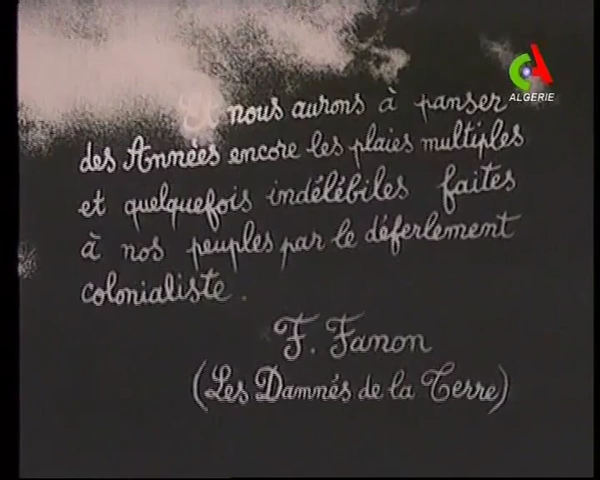 Et nous aurons à panser
des Années encore les plaies multiples
et quelquefois indélébiles faites
à nos peuples par le déferlement
colonialiste.
F. Fanon
(Les Damnés de la Terre)
ALGERIE